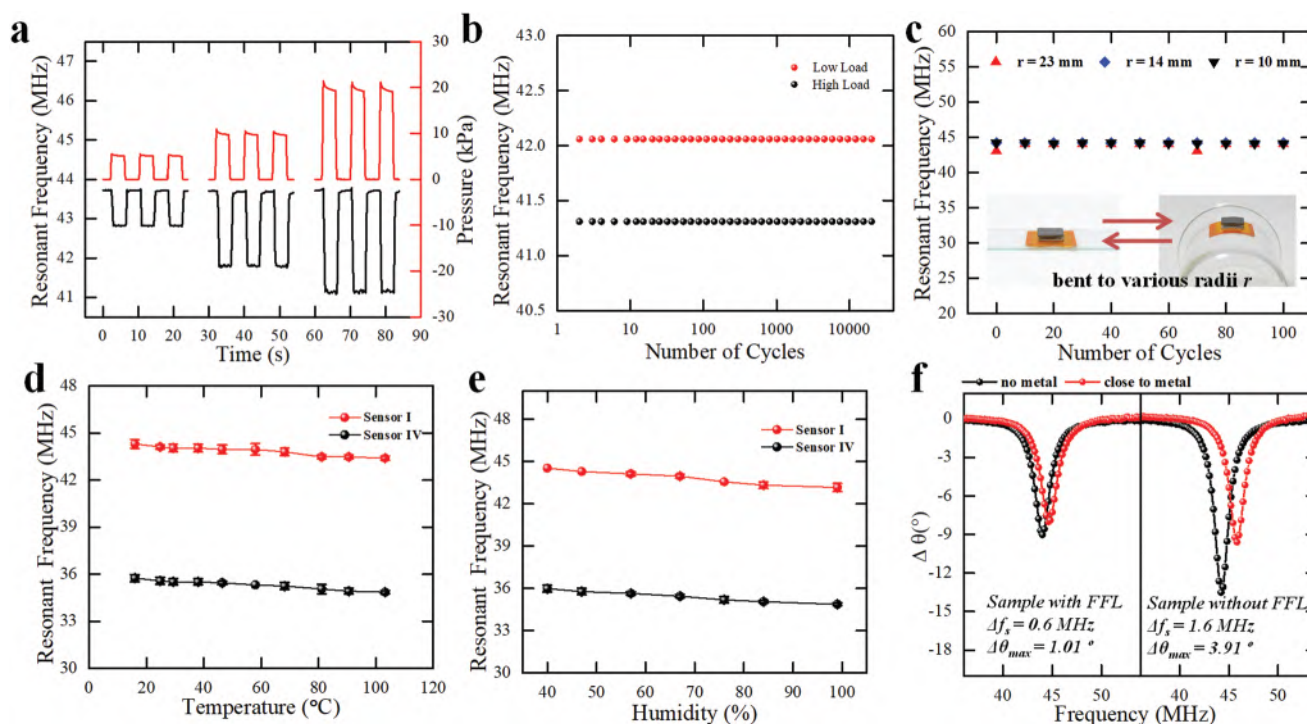 a
Resonant Frequency (MHz)
47
46
45
44
43
42
41
30
20
10
0
-10
-20
-30
Pressure (kPa)
0 10 20 30 40 50 60 70 80 90
Time (s)
b
Resonant Frequency (MHz)
43.0
42.5
42.0
41.5
41.0
40.5
Low Load
High Load
1 10 100 1000 10000
Number of Cycles
c
Resonant Frequency (MHz)
60
55
50
45
40
35
30
25
20
r = 23 mm r = 14 mm r = 10 mm
bent to various radii r
0 20 40 60 80 100
Number of Cycles
d
Resonant Frequency (MHz)
48
45
42
39
36
33
30
Sensor I
Sensor IV
0 20 40 60 80 100 120
Temperature (°C)
e
Resonant Frequency (MHz)
48
45
42
39
36
33
30
Sensor I
Sensor IV
40 50 60 70 80 90 100
Humidity (%)
f
no metal close to metal
Δ θ(°)
0
-3
-6
-9
-12
-15
-18
Sample with FFL
Δfs = 0.6 MHz
Δθmax = 1.01 °
Sample without FFL
Δfs = 1.6 MHz
Δθmax = 3.91 °
40 45 50 40 45 50
Frequency (MHz)